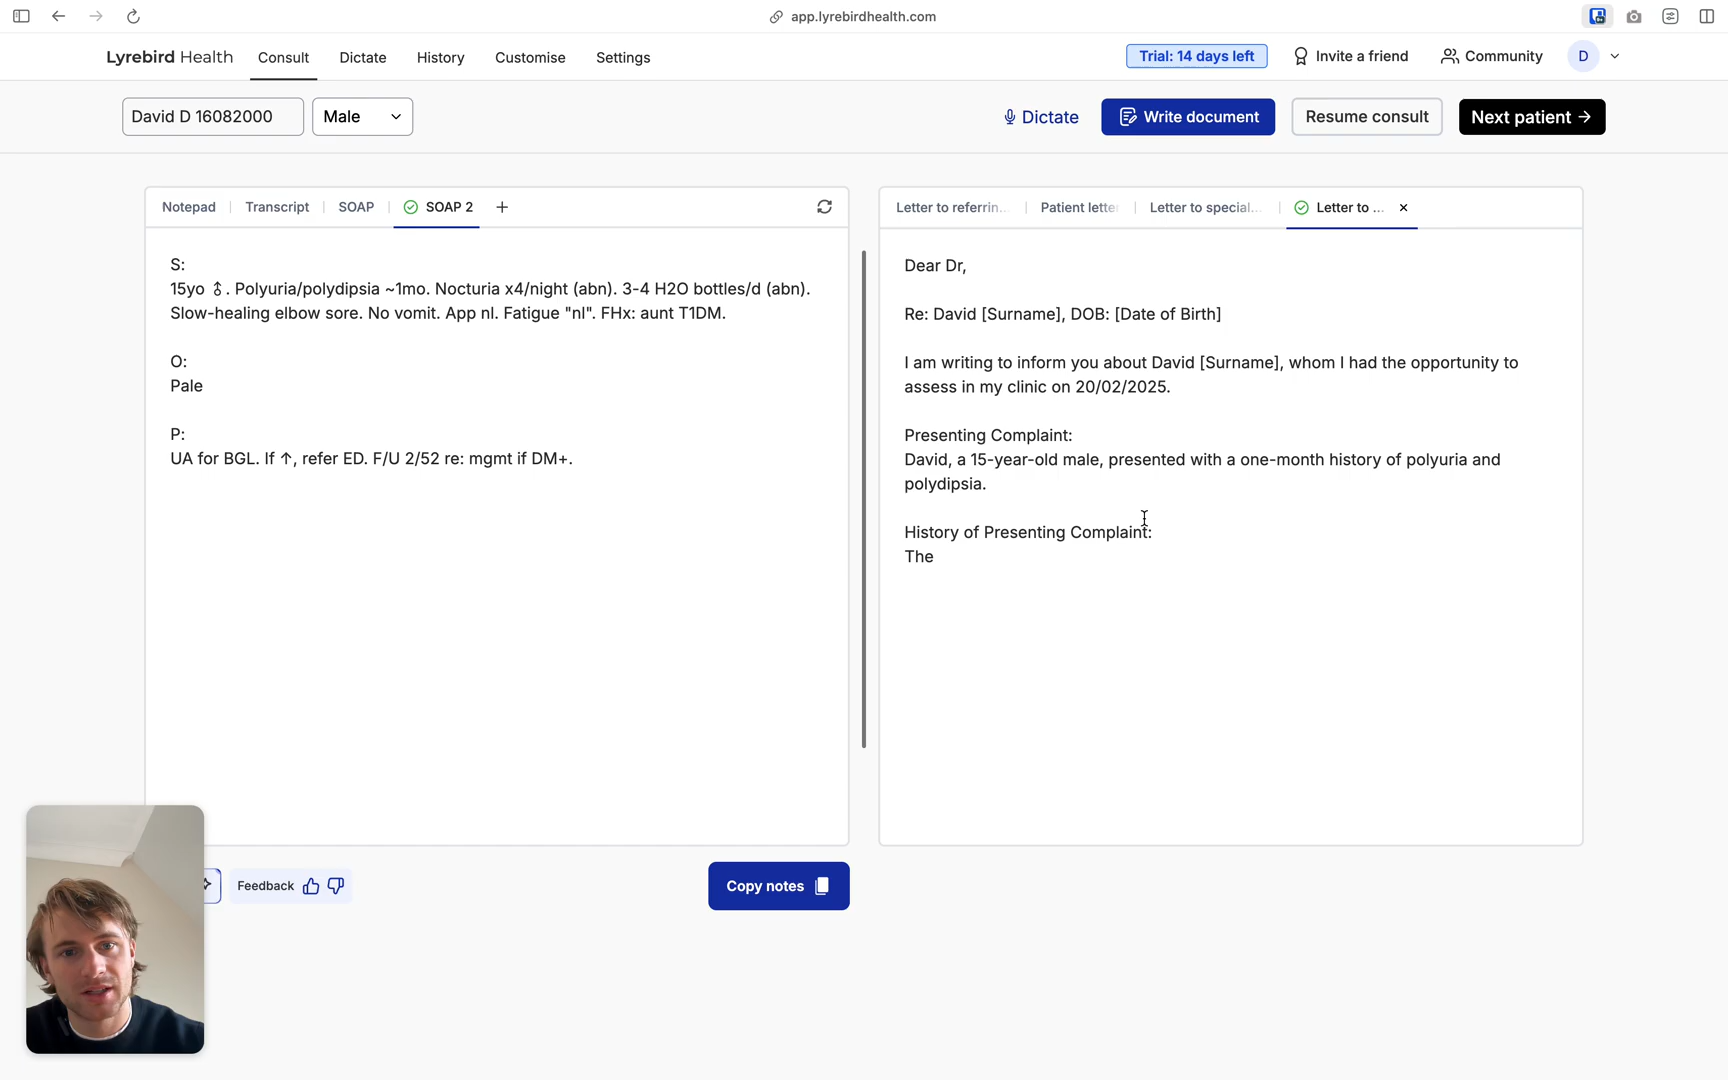 app.lyrebirdhealth.com
Lyrebird Health
Consult
Dictate
History
Customise
Settings
Trial: 14 days left
Invite a friend
Community
D
David D 16082000
Male
Dictate
Write document
Resume consult
Next patient →
Notepad
Transcript
SOAP
SOAP 2
S:
15yo ⚦. Polyuria/polydipsia ~1mo. Nocturia x4/night (abn). 3-4 H2O bottles/d (abn).
Slow-healing elbow sore. No vomit. App nl. Fatigue "nl". FHx: aunt T1DM.
O:
Pale
P:
UA for BGL. If ↑, refer ED. F/U 2/52 re: mgmt if DM+.
Feedback
Copy notes
Letter to referrin...
Patient lette
Letter to special...
Letter to ...
Dear Dr,
Re: David [Surname], DOB: [Date of Birth]
I am writing to inform you about David [Surname], whom I had the opportunity to
assess in my clinic on 20/02/2025.
Presenting Complaint:
David, a 15-year-old male, presented with a one-month history of polyuria and
polydipsia.
History of Presenting Complaint:
The